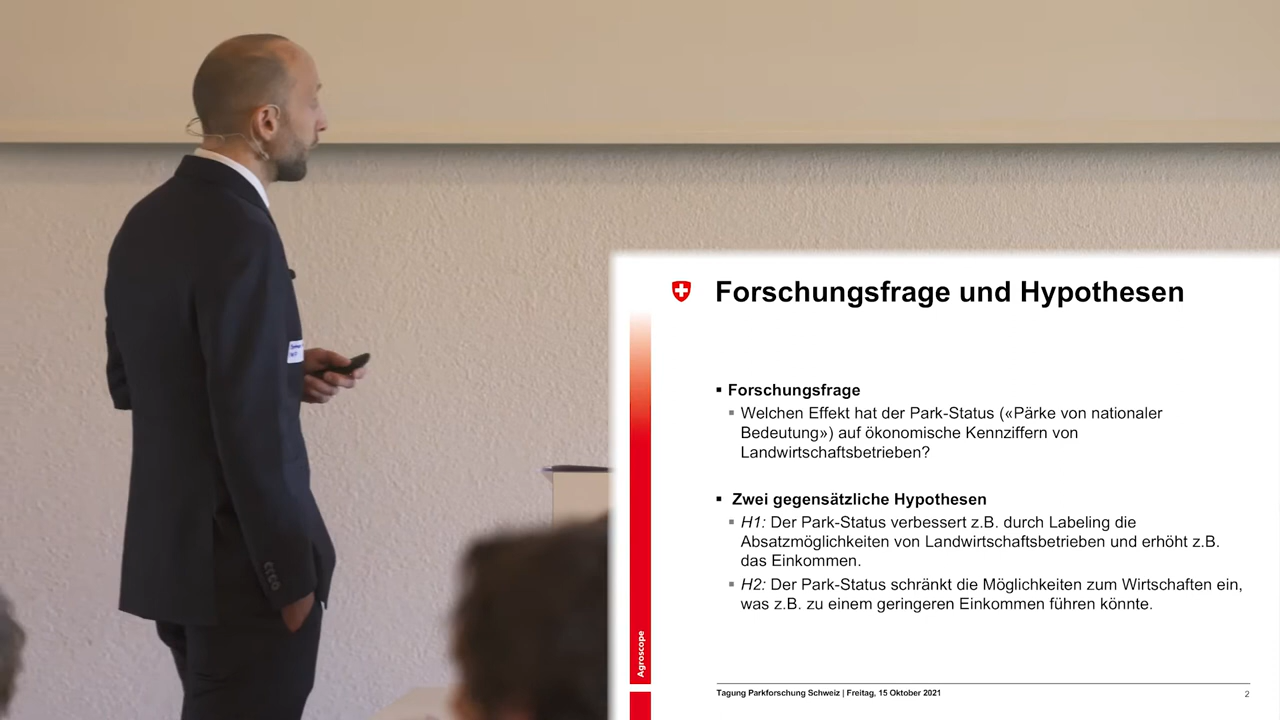 Forschungsfrage und Hypothesen
▪ Forschungsfrage
▪ Welchen Effekt hat der Park-Status («Pärke von nationaler
Bedeutung») auf ökonomische Kennziffern von
Landwirtschaftsbetrieben?
▪ Zwei gegensätzliche Hypothesen
▪ H1: Der Park-Status verbessert z.B. durch Labeling die
Absatzmöglichkeiten von Landwirtschaftsbetrieben und erhöht z.B.
das Einkommen.
▪ H2: Der Park-Status schränkt die Möglichkeiten zum Wirtschaften ein,
was z.B. zu einem geringeren Einkommen führen könnte.
Agroscope
Tagung Parkforschung Schweiz | Freitag, 15 Oktober 2021
2